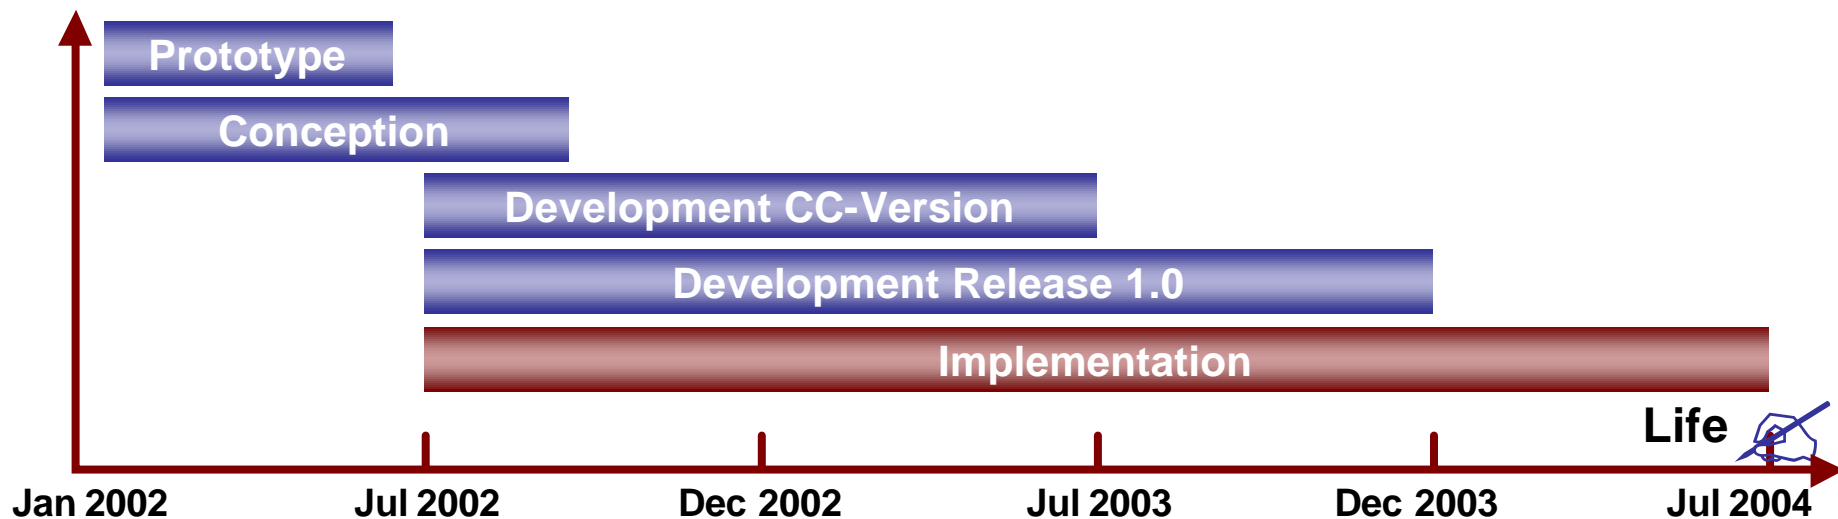 Prototype
Conception
Development CC-Version
Development Release 1.0
Implementation
Life
Jan 2002 Jul 2002 Dec 2002 Jul 2003 Dec 2003 Jul 2004